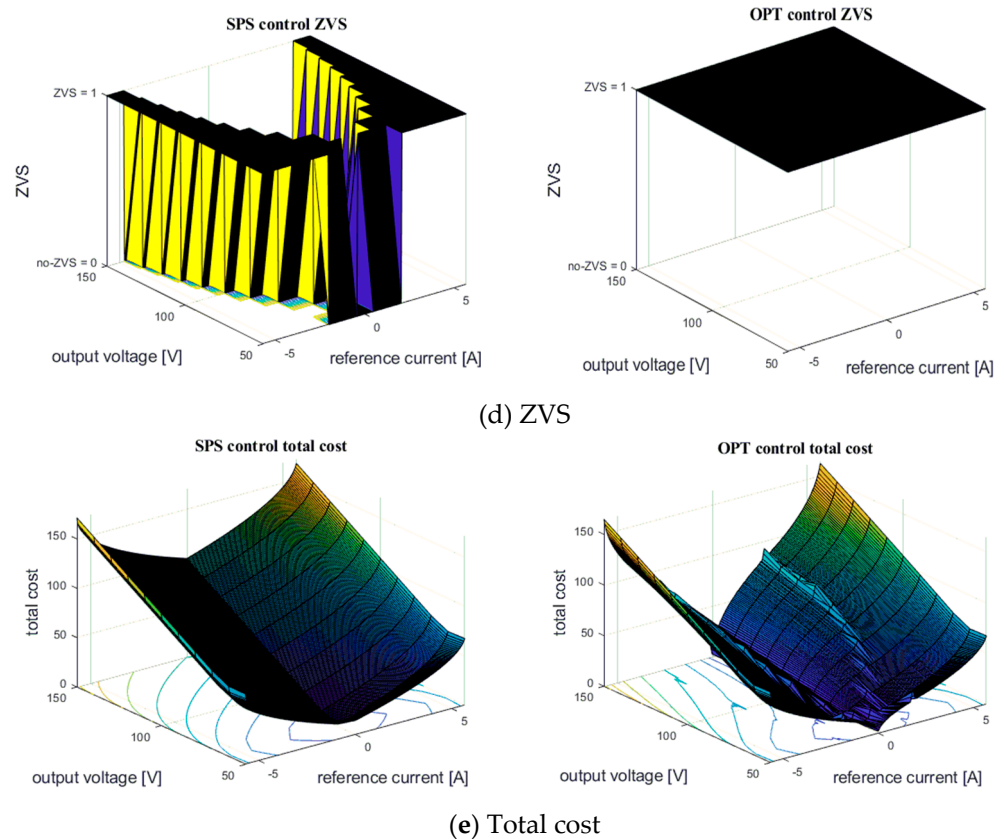 SPS control ZVS
ZVS = 1
ZVS
no-ZVS = 0
150
100
50
-5
0
5
output voltage [V]
reference current [A]
OPT control ZVS
ZVS = 1
ZVS
no-ZVS = 0
150
100
50
-5
0
5
output voltage [V]
reference current [A]
(d) ZVS
SPS control total cost
150
100
50
0
total cost
150
100
50
-5
0
5
output voltage [V]
reference current [A]
OPT control total cost
150
100
50
0
total cost
150
100
50
-5
0
5
output voltage [V]
reference current [A]
(e) Total cost